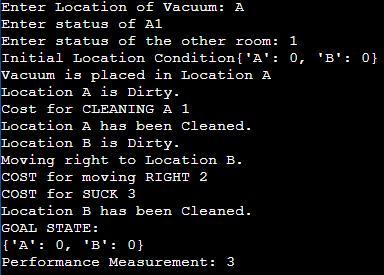 Enter Location of Vacuum: A
Enter status of A1
Enter status of the other room: 1
Initial Location Condition{'A': 0, 'B': 0}
Vacuum is placed in Location A
Location A is Dirty.
Cost for CLEANING A 1
Location A has been Cleaned.
Location B is Dirty.
Moving right to Location B.
COST for moving RIGHT 2
COST for SUCK 3
Location B has been Cleaned.
GOAL STATE:
{'A': 0, 'B': 0}
Performance Measurement: 3